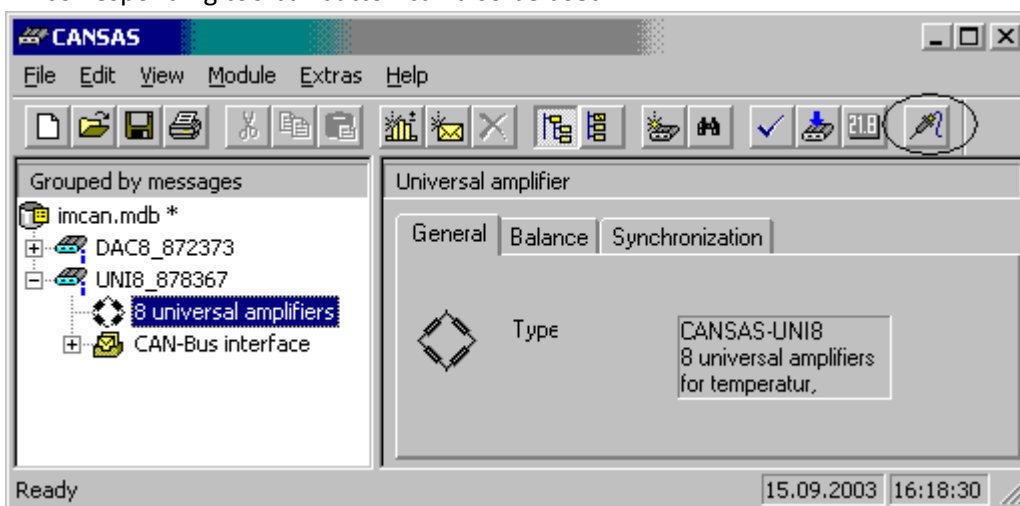 CANSAS
File Edit View Module Extras Help
Grouped by messages
imcan.mdb *
DAC8_872373
UNI8_878367
8 universal amplifiers
CAN-Bus interface
Universal amplifier
General Balance Synchronization
Type
CANSAS-UNI8
8 universal amplifiers
for temperatur,
Ready
15.09.2003 16:18:30